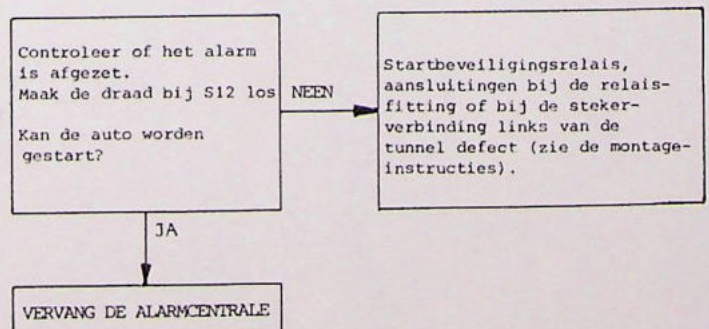 Controleer of het alarm
is afgezet.
Maak de draad bij S12 los
Kan de auto worden
gestart?
NEEN
Startbeveiligingsrelais,
aansluitingen bij de relais-
fitting of bij de steker-
verbinding links van de
tunnel defect (zie de montage-
instructies).
JA
VERVANG DE ALARMCENTRALE